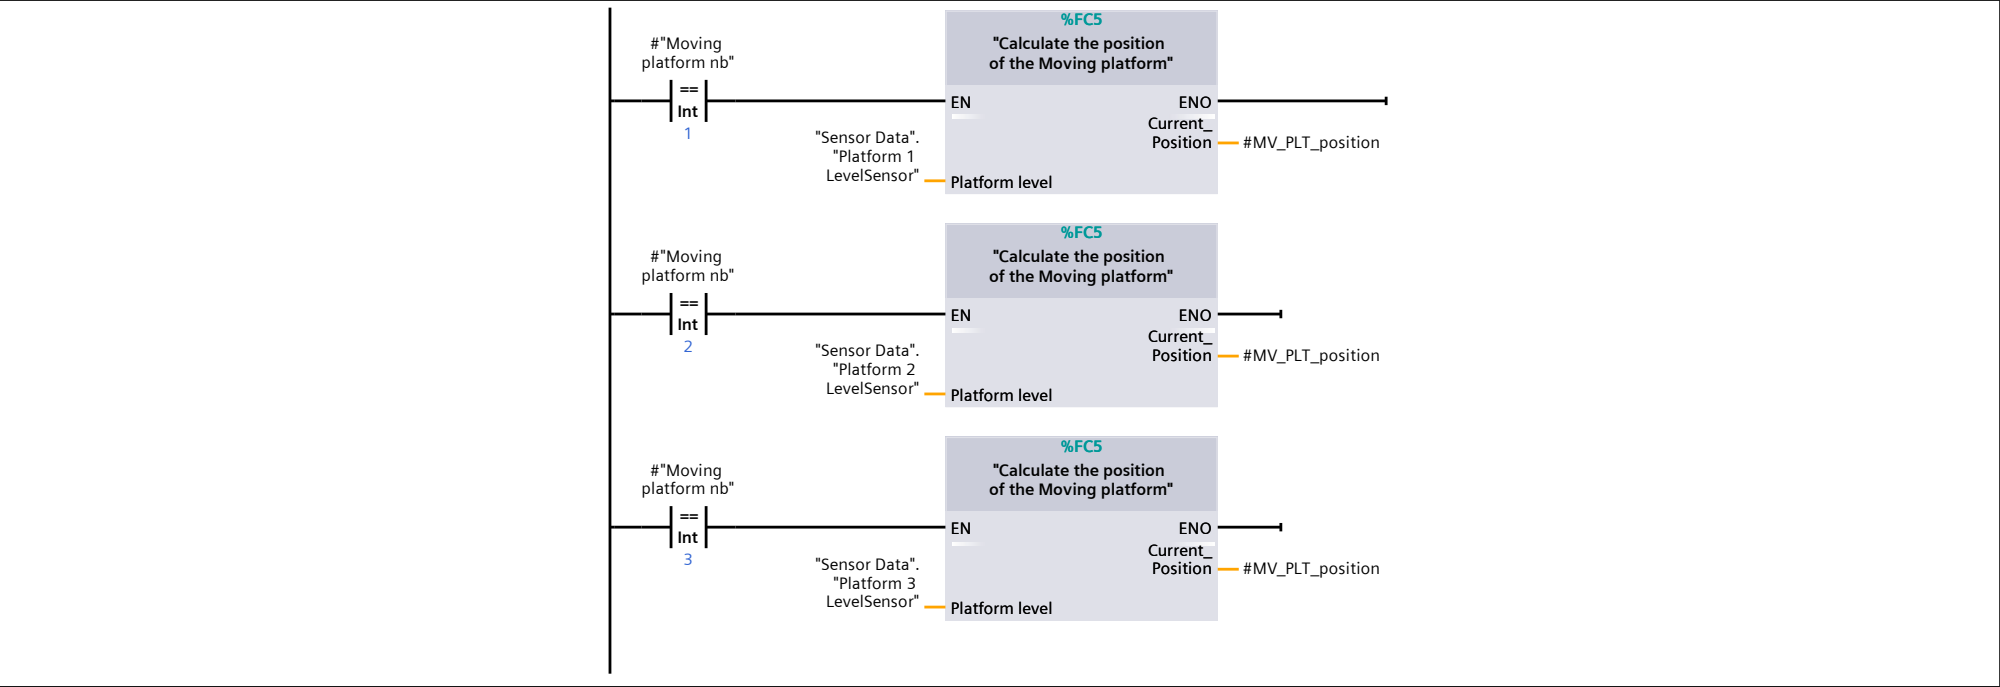 %FC5
"Calculate the position
of the Moving platform"
#"Moving
platform nb"
==
Int
1
EN
ENO
"Sensor Data".
"Platform 1
LevelSensor"
Current_
Position
#MV_PLT_position
Platform level
%FC5
"Calculate the position
of the Moving platform"
#"Moving
platform nb"
==
Int
2
EN
ENO
"Sensor Data".
"Platform 2
LevelSensor"
Current_
Position
#MV_PLT_position
Platform level
%FC5
"Calculate the position
of the Moving platform"
#"Moving
platform nb"
==
Int
3
EN
ENO
"Sensor Data".
"Platform 3
LevelSensor"
Current_
Position
#MV_PLT_position
Platform level